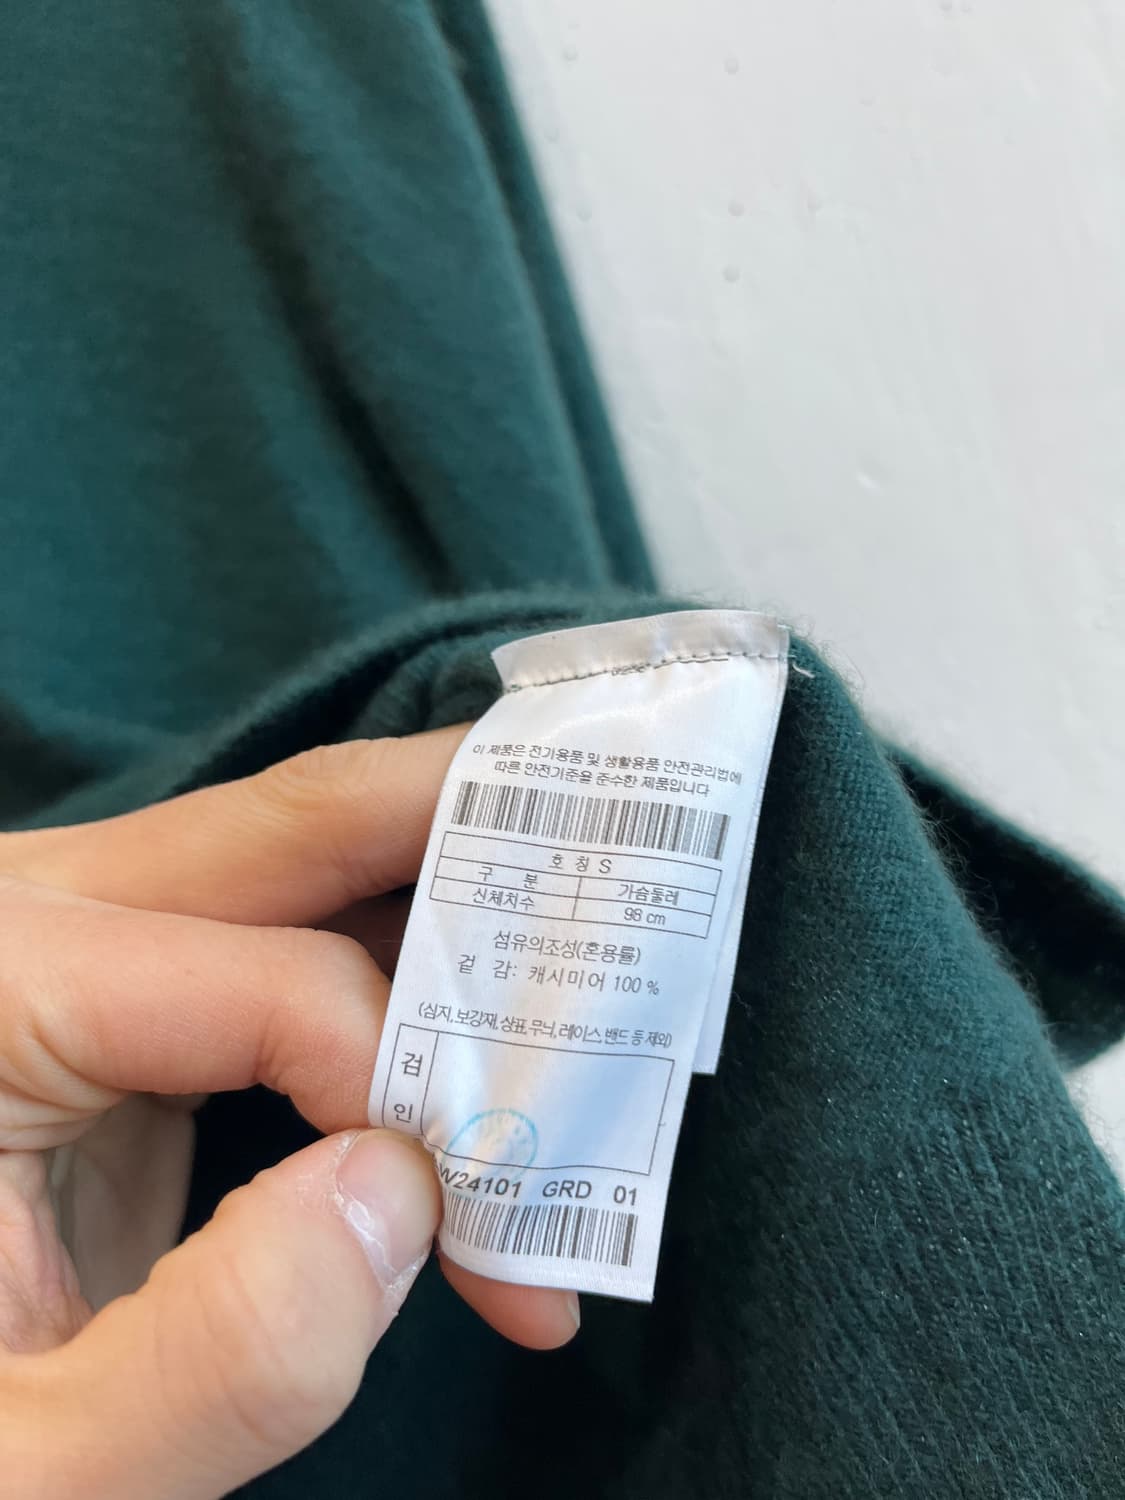 이 제품은 전기용품 및 생활용품 안전관리법에
따른 안전기준을 준수한 제품입니다
호 칭 S
구 분 가슴둘레
신체치수 98 cm
섬유의조성(혼용률)
겉 감: 캐시미어 100 %
(심지,보강재,상표,무늬,레이스,밴드 등 제외)
검
인
GRD 01